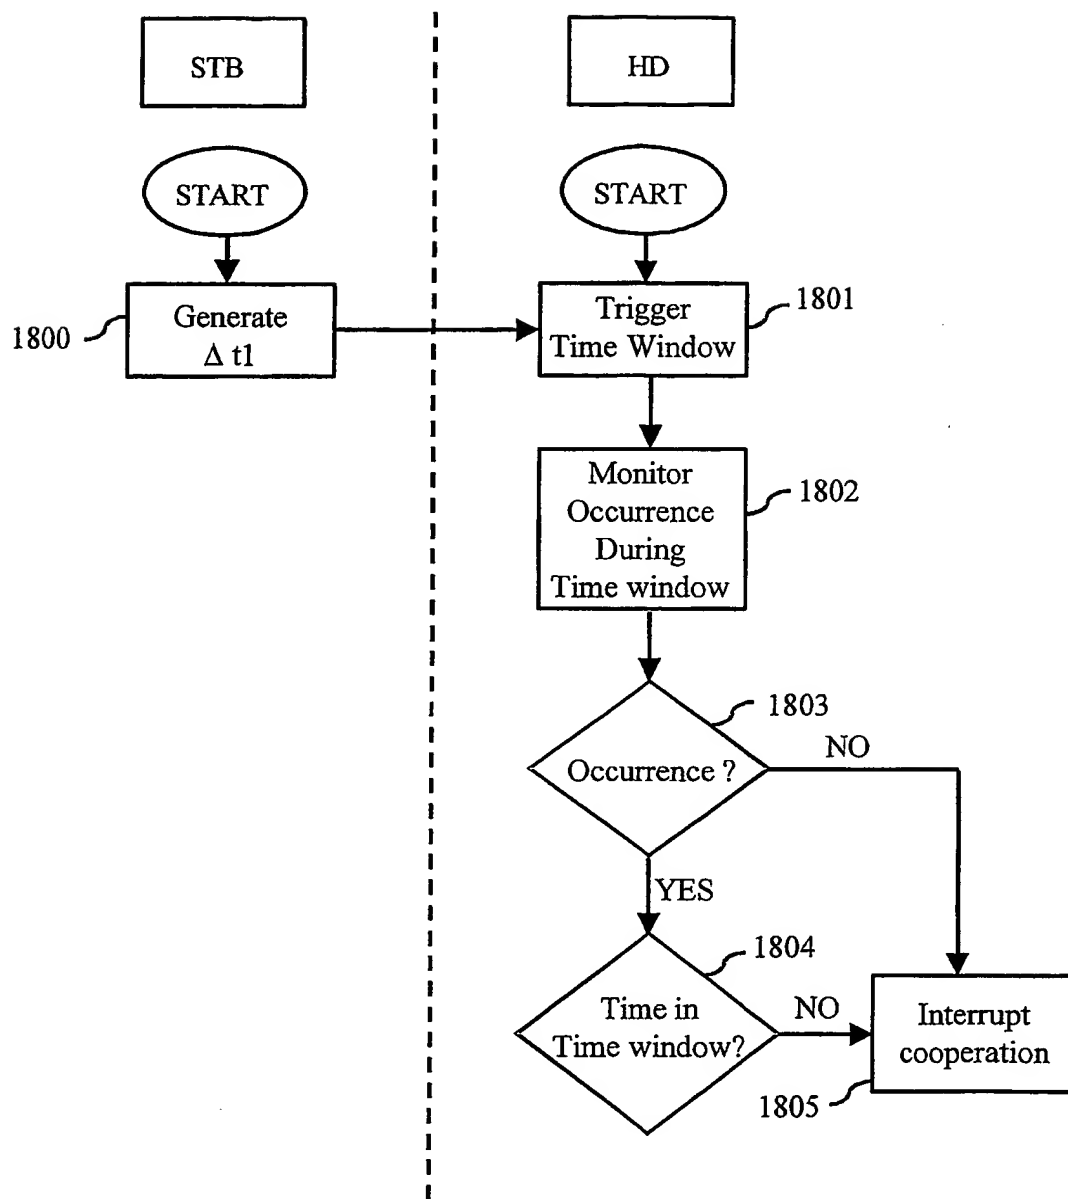 STB
HD
START
START
1800
Generate
Δ t1
Trigger
Time Window
1801
Monitor
Occurrence
During
Time window
1802
Occurrence ?
1803
NO
YES
Time in
Time window?
1804
NO
Interrupt
cooperation
1805